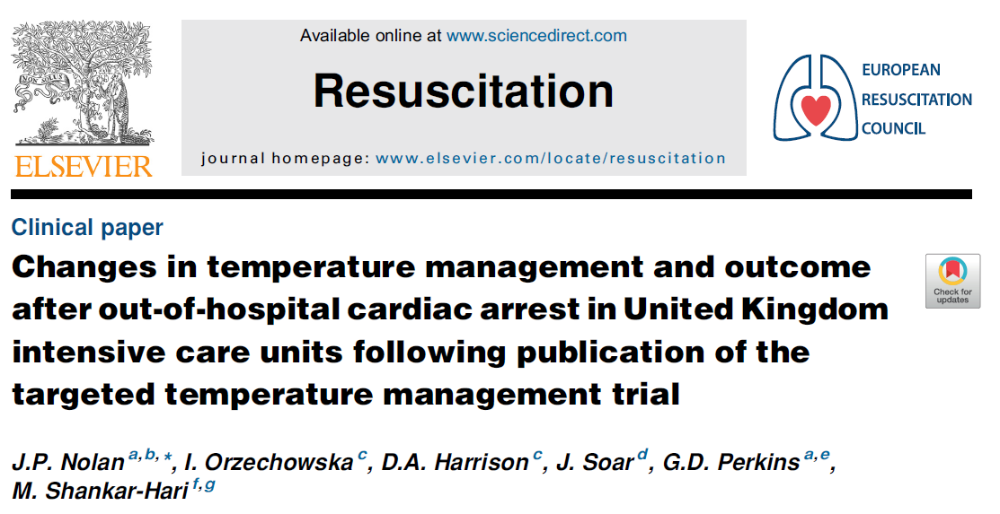 NON SOLUS
ELSEVIER
Available online at www.sciencedirect.com
Resuscitation
journal homepage: www.elsevier.com/locate/resuscitation
EUROPEAN
RESUSCITATION
COUNCIL
Clinical paper
Changes in temperature management and outcome
after out-of-hospital cardiac arrest in United Kingdom
intensive care units following publication of the
targeted temperature management trial
Check for
updates
J.P. Nolan a,b,*, I. Orzechowska c, D.A. Harrison c, J. Soar d, G.D. Perkins a,e,
M. Shankar-Hari f,g